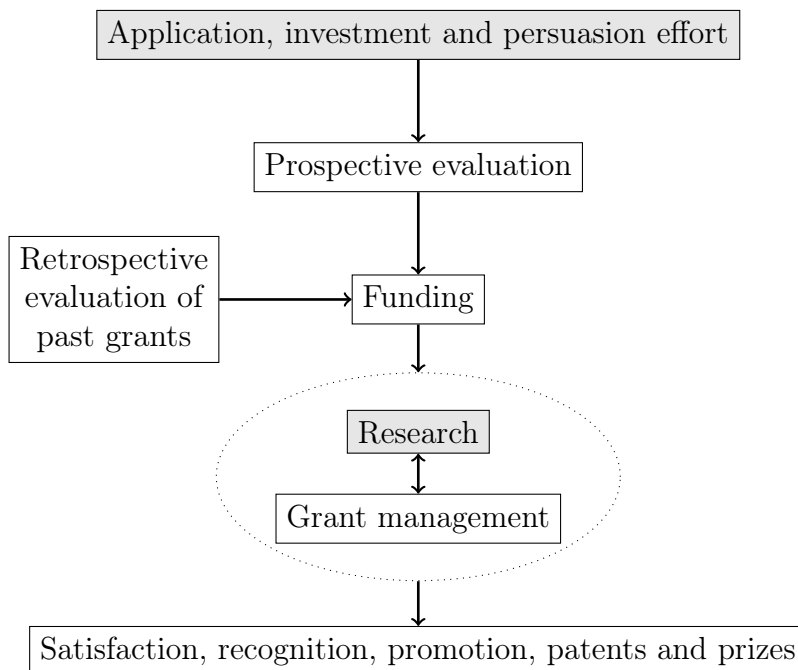 Application, investment and persuasion effort
Prospective evaluation
Retrospective
evaluation of
past grants
Funding
Research
Grant management
Satisfaction, recognition, promotion, patents and prizes